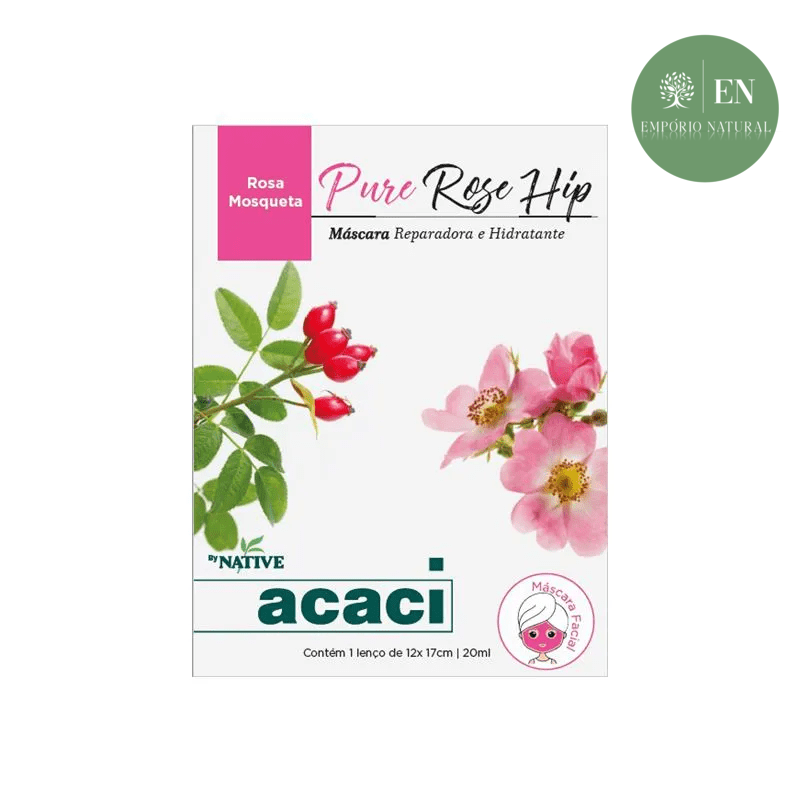 EN
EMPÓRIO NATURAL
Rosa
Mosqueta
Pure Rose Hip
Máscara Reparadora e Hidratante
By NATIVE
acaci
Máscara Facial
Contém 1 lenço de 12x 17cm | 20ml